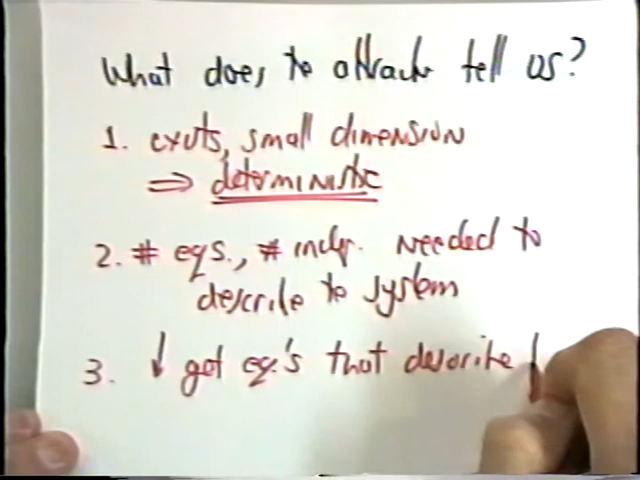 What does the attractor tell us?
1. exists, small dimension
⇒ deterministic
2. # eqs., # indep. needed to
describe the system
3. ↓ get eq.'s that describe